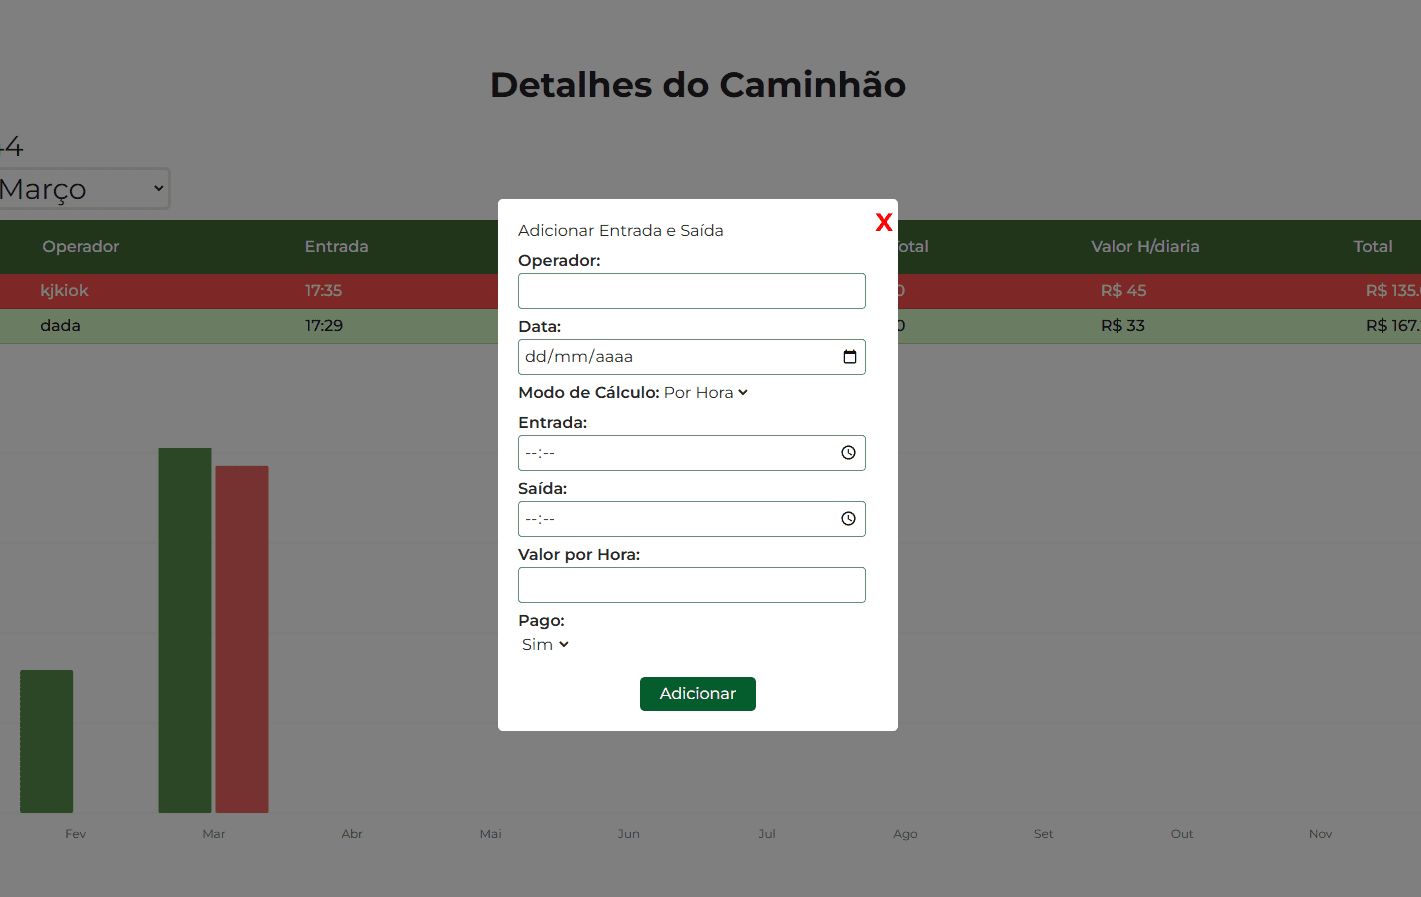 Detalhes do Caminhão
44
Março
Operador Entrada Total Valor H/diaria Total
kjkiok 17:35 0 R$ 45 R$ 135.
dada 17:29 0 R$ 33 R$ 167.
X
Adicionar Entrada e Saída
Operador:
Data:
dd/mm/aaaa
Modo de Cálculo: Por Hora
Entrada:
--:--
Saída:
--:--
Valor por Hora:
Pago:
Sim
Adicionar
Fev Mar Abr Mai Jun Jul Ago Set Out Nov